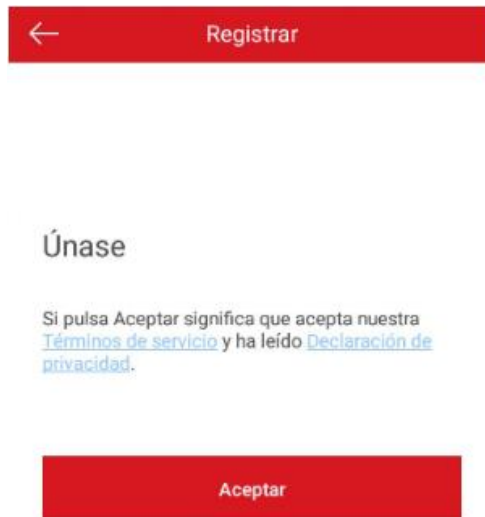 Registrar
Únase
Si pulsa Aceptar significa que acepta nuestra
Términos de servicio y ha leído Declaración de
privacidad.
Aceptar